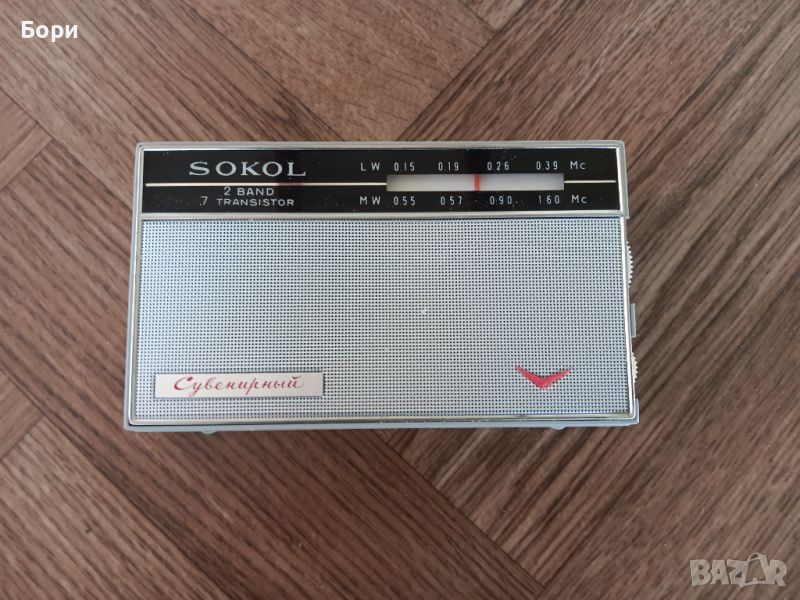 Бори
SOKOL
2 BAND
7 TRANSISTOR
LW 0.15 0.19 0.26 0.39 Mc
MW 0.55 0.57 0.90 1.60 Mc
Сувенирный
BAZAR